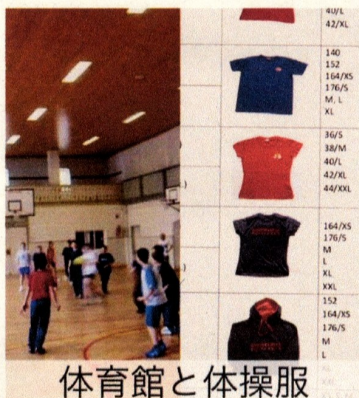 40/L
42/XL
140
152
164/XS
176/S
M, L
XL
36/S
38/M
40/L
42/XL
44/XXL
164/XS
176/S
M
L
XL
XXL
152
164/XS
176/S
M
L
XL
体育館と体操服